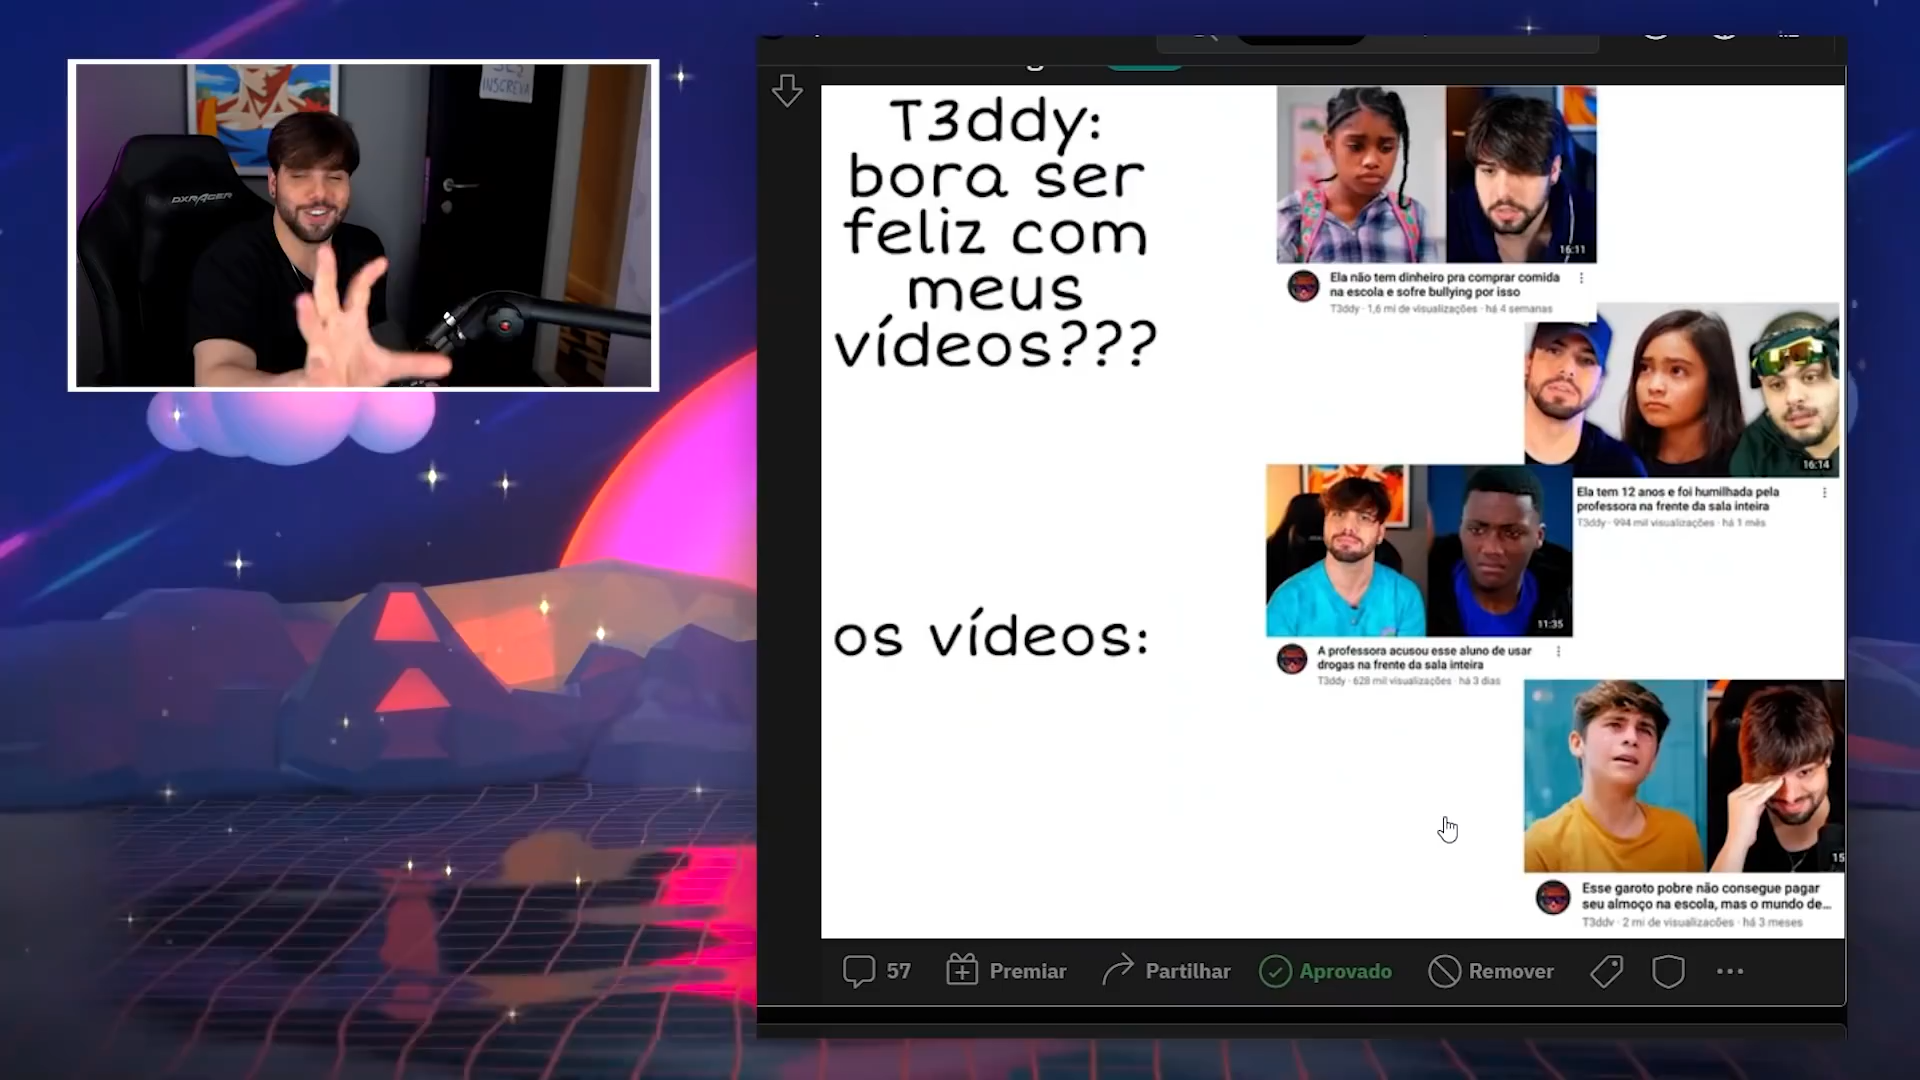 INSCREVA
DXRACER
T3ddy:
bora ser
feliz com
meus
vídeos???
os vídeos:
16:11
Ela não tem dinheiro pra comprar comida
na escola e sofre bullying por isso
T3ddy · 1,6 mi de visualizações · há 4 semanas
16:14
Ela tem 12 anos e foi humilhada pela
professora na frente da sala inteira
T3ddy · 994 mil visualizações · há 1 mês
11:35
A professora acusou esse aluno de usar
drogas na frente da sala inteira
T3ddy · 628 mil visualizações · há 3 dias
15
Esse garoto pobre não consegue pagar
seu almoço na escola, mas o mundo de...
T3ddy · 2 mi de visualizações · há 3 meses
57 Premiar Partilhar Aprovado Remover